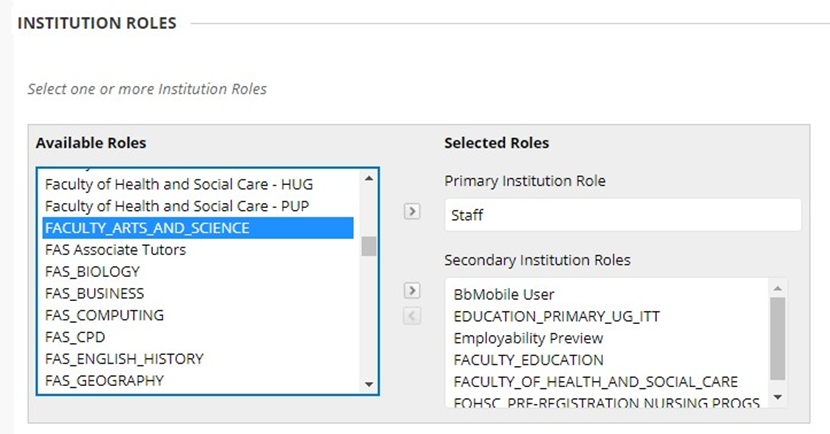 INSTITUTION ROLES
Select one or more Institution Roles
Available Roles
Faculty of Health and Social Care - HUG
Faculty of Health and Social Care - PUP
FACULTY_ARTS_AND_SCIENCE
FAS Associate Tutors
FAS_BIOLOGY
FAS_BUSINESS
FAS_COMPUTING
FAS_CPD
FAS_ENGLISH_HISTORY
FAS_GEOGRAPHY
Selected Roles
Primary Institution Role
Staff
Secondary Institution Roles
BbMobile User
EDUCATION_PRIMARY_UG_ITT
Employability Preview
FACULTY_EDUCATION
FACULTY_OF_HEALTH_AND_SOCIAL_CARE
FOHSC_PRE-REGISTRATION NURSING PROGS